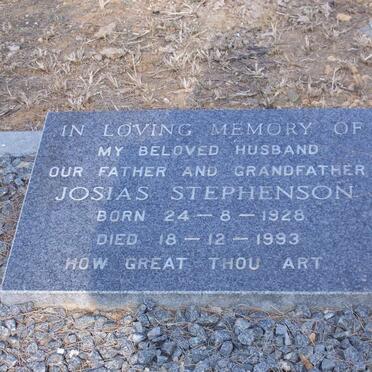 IN LOVING MEMORY OF
MY BELOVED HUSBAND
OUR FATHER AND GRANDFATHER
JOSIAS STEPHENSON
BORN 24 - 8 - 1928
DIED 18 - 12 - 1993
HOW GREAT THOU ART